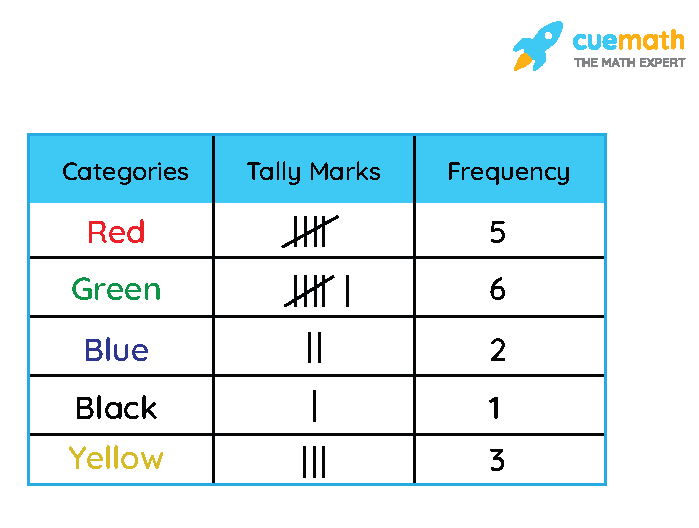 cuemath
THE MATH EXPERT
Categories Tally Marks Frequency
Red 5
Green 6
Blue 2
Black 1
Yellow 3